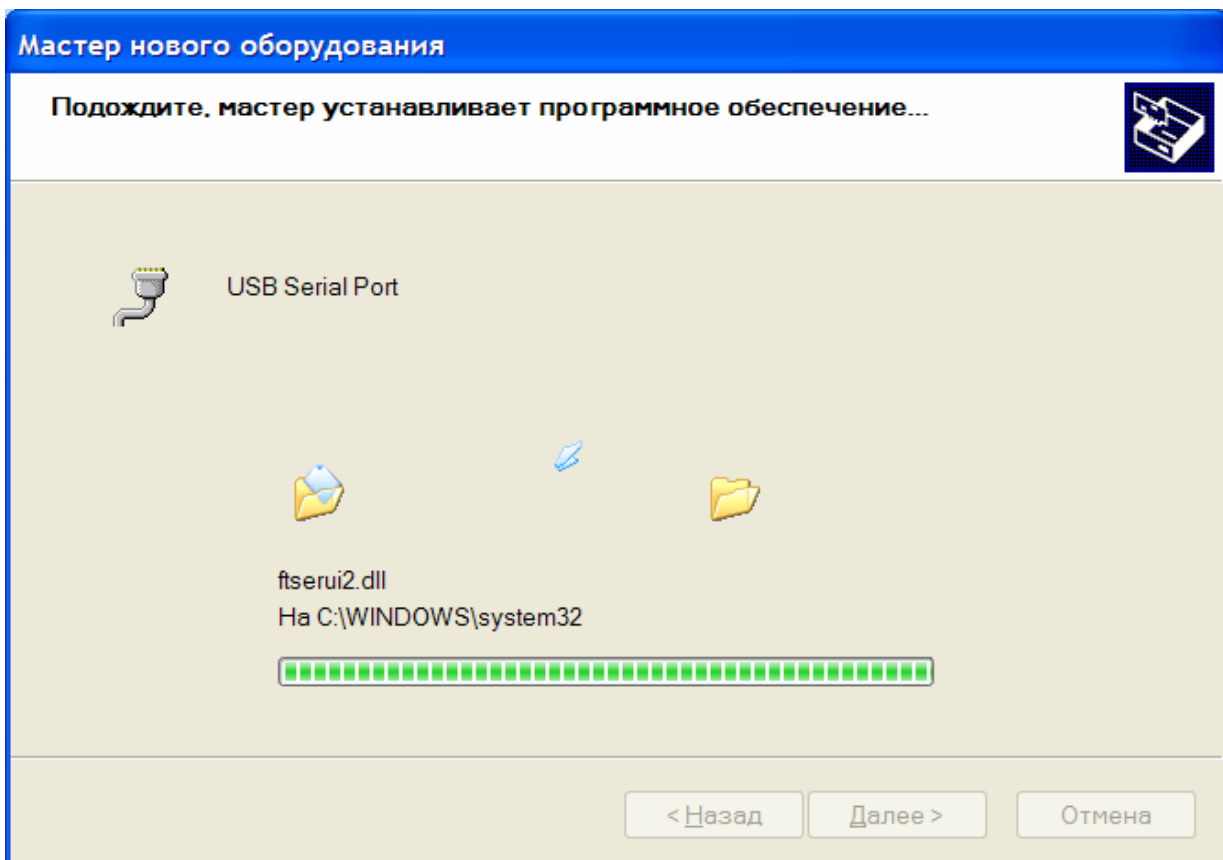 Мастер нового оборудования
Подождите, мастер устанавливает программное обеспечение...
USB Serial Port
ftserui2.dll
На C:\WINDOWS\system32
< Назад
Далее >
Отмена